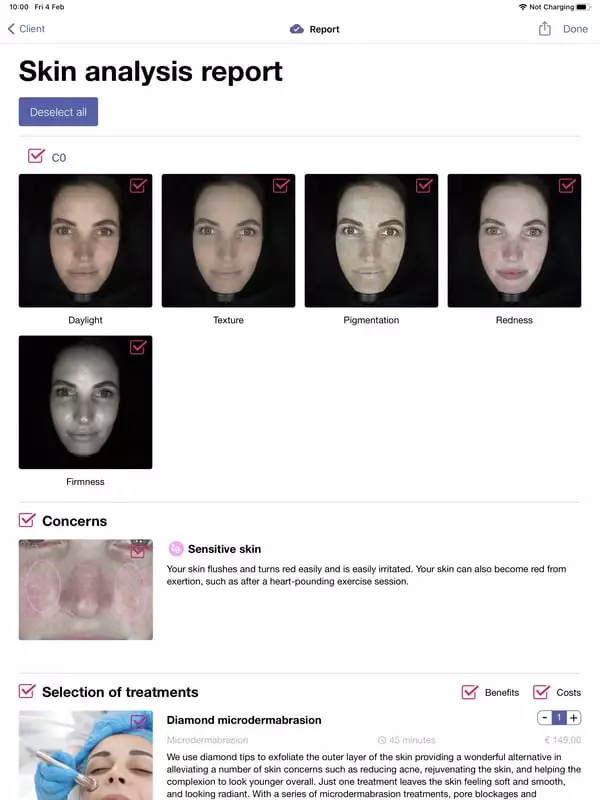 10:00 Fri 4 Feb Not Charging
Client Report Done
Skin analysis report
Deselect all
C0
Daylight Texture Pigmentation Redness
Firmness
Concerns
Sensitive skin
Your skin flushes and turns red easily and is easily irritated. Your skin can also become red from
exertion, such as after a heart-pounding exercise session.
Selection of treatments Benefits Costs
Diamond microdermabrasion - 1 +
Microdermabrasion 45 minutes € 149,00
We use diamond tips to exfoliate the outer layer of the skin providing a wonderful alternative in
alleviating a number of skin concerns such as reducing acne, rejuvenating the skin, and helping the
complexion to look younger overall. Just one treatment leaves the skin feeling soft and smooth,
and looking radiant. With a series of microdermabrasion treatments, pore blockages and